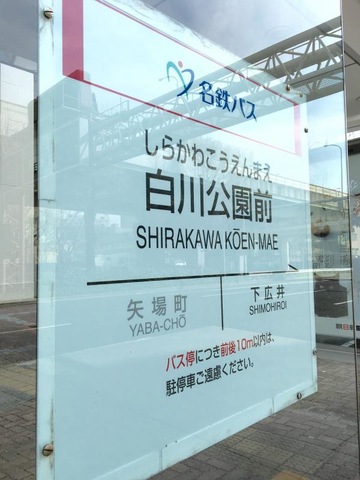 名鉄バス
しらかわこうえんまえ
白川公園前
SHIRAKAWA KŌEN-MAE
矢場町
YABA-CHŌ
下広井
SHIMOHIROI
バス停につき前後10m以内は、
駐停車ご遠慮ください。